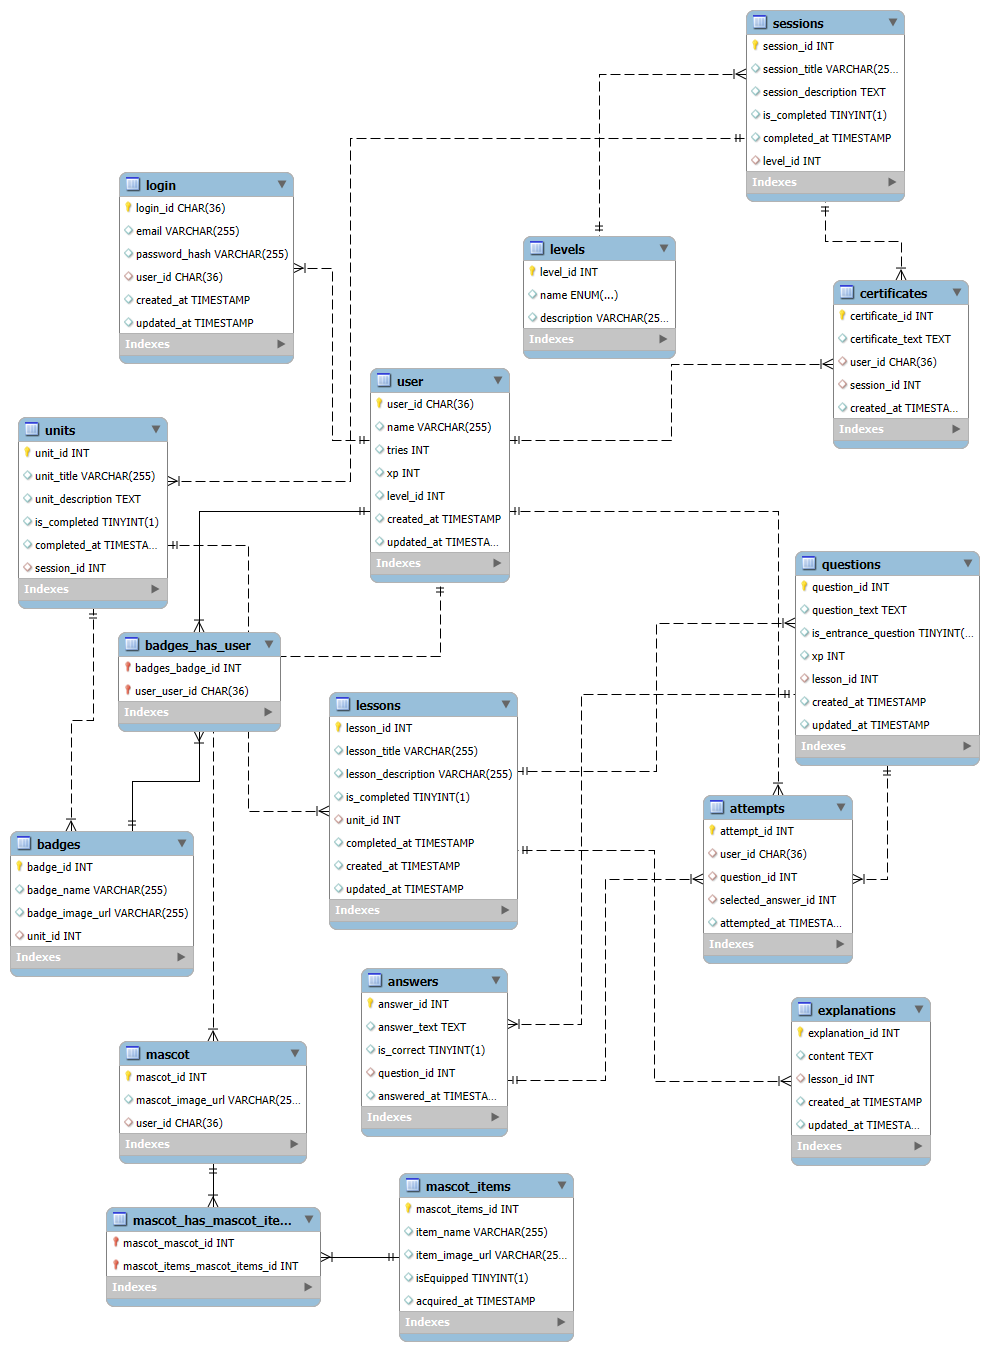 sessions
session_id INT
session_title VARCHAR(25...
session_description TEXT
is_completed TINYINT(1)
completed_at TIMESTAMP
level_id INT
Indexes
login
login_id CHAR(36)
email VARCHAR(255)
password_hash VARCHAR(255)
user_id CHAR(36)
created_at TIMESTAMP
updated_at TIMESTAMP
Indexes
levels
level_id INT
name ENUM(...)
description VARCHAR(25...
Indexes
certificates
certificate_id INT
certificate_text TEXT
user_id CHAR(36)
session_id INT
created_at TIMESTA...
Indexes
user
user_id CHAR(36)
name VARCHAR(255)
tries INT
xp INT
level_id INT
created_at TIMESTAMP
updated_at TIMESTA...
Indexes
units
unit_id INT
unit_title VARCHAR(255)
unit_description TEXT
is_completed TINYINT(1)
completed_at TIMESTA...
session_id INT
Indexes
questions
question_id INT
question_text TEXT
is_entrance_question TINYINT(...
xp INT
lesson_id INT
created_at TIMESTAMP
updated_at TIMESTAMP
Indexes
badges_has_user
badges_badge_id INT
user_user_id CHAR(36)
Indexes
lessons
lesson_id INT
lesson_title VARCHAR(255)
lesson_description VARCHAR(255)
is_completed TINYINT(1)
unit_id INT
completed_at TIMESTAMP
created_at TIMESTAMP
updated_at TIMESTAMP
Indexes
attempts
attempt_id INT
user_id CHAR(36)
question_id INT
selected_answer_id INT
attempted_at TIMESTA...
Indexes
badges
badge_id INT
badge_name VARCHAR(255)
badge_image_url VARCHAR(255)
unit_id INT
Indexes
answers
answer_id INT
answer_text TEXT
is_correct TINYINT(1)
question_id INT
answered_at TIMESTA...
Indexes
explanations
explanation_id INT
content TEXT
lesson_id INT
created_at TIMESTAMP
updated_at TIMESTA...
Indexes
mascot
mascot_id INT
mascot_image_url VARCHAR(25...
user_id CHAR(36)
Indexes
mascot_items
mascot_items_id INT
item_name VARCHAR(255)
item_image_url VARCHAR(25...
isEquipped TINYINT(1)
acquired_at TIMESTAMP
Indexes
mascot_has_mascot_ite...
mascot_mascot_id INT
mascot_items_mascot_items_id INT
Indexes